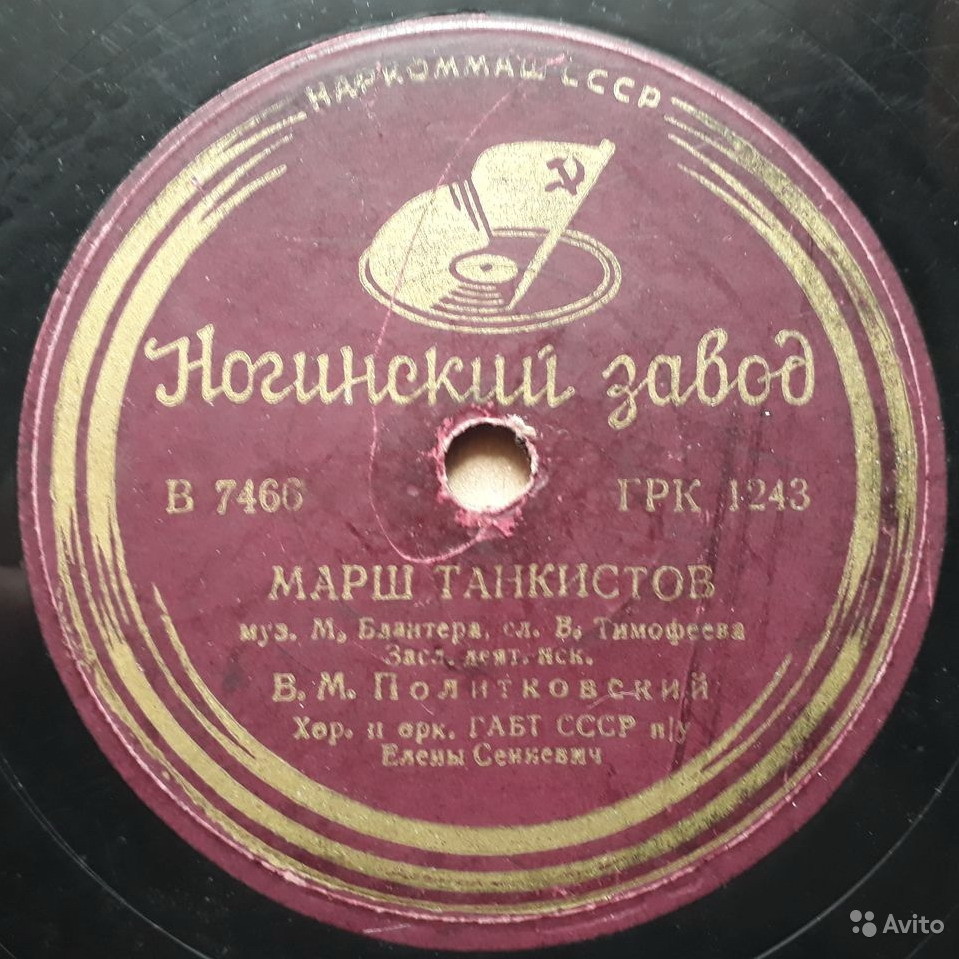 НАРКОММАШ СССР
Ногинский завод
В 7466 ГРК 1243
МАРШ ТАНКИСТОВ
муз. М. Блантера, сл. В. Тимофеева
Засл. деят. иск.
В. М. Политковский
Хор. и орк. ГАБТ СССР п/у
Елены Сенкевич
Avito